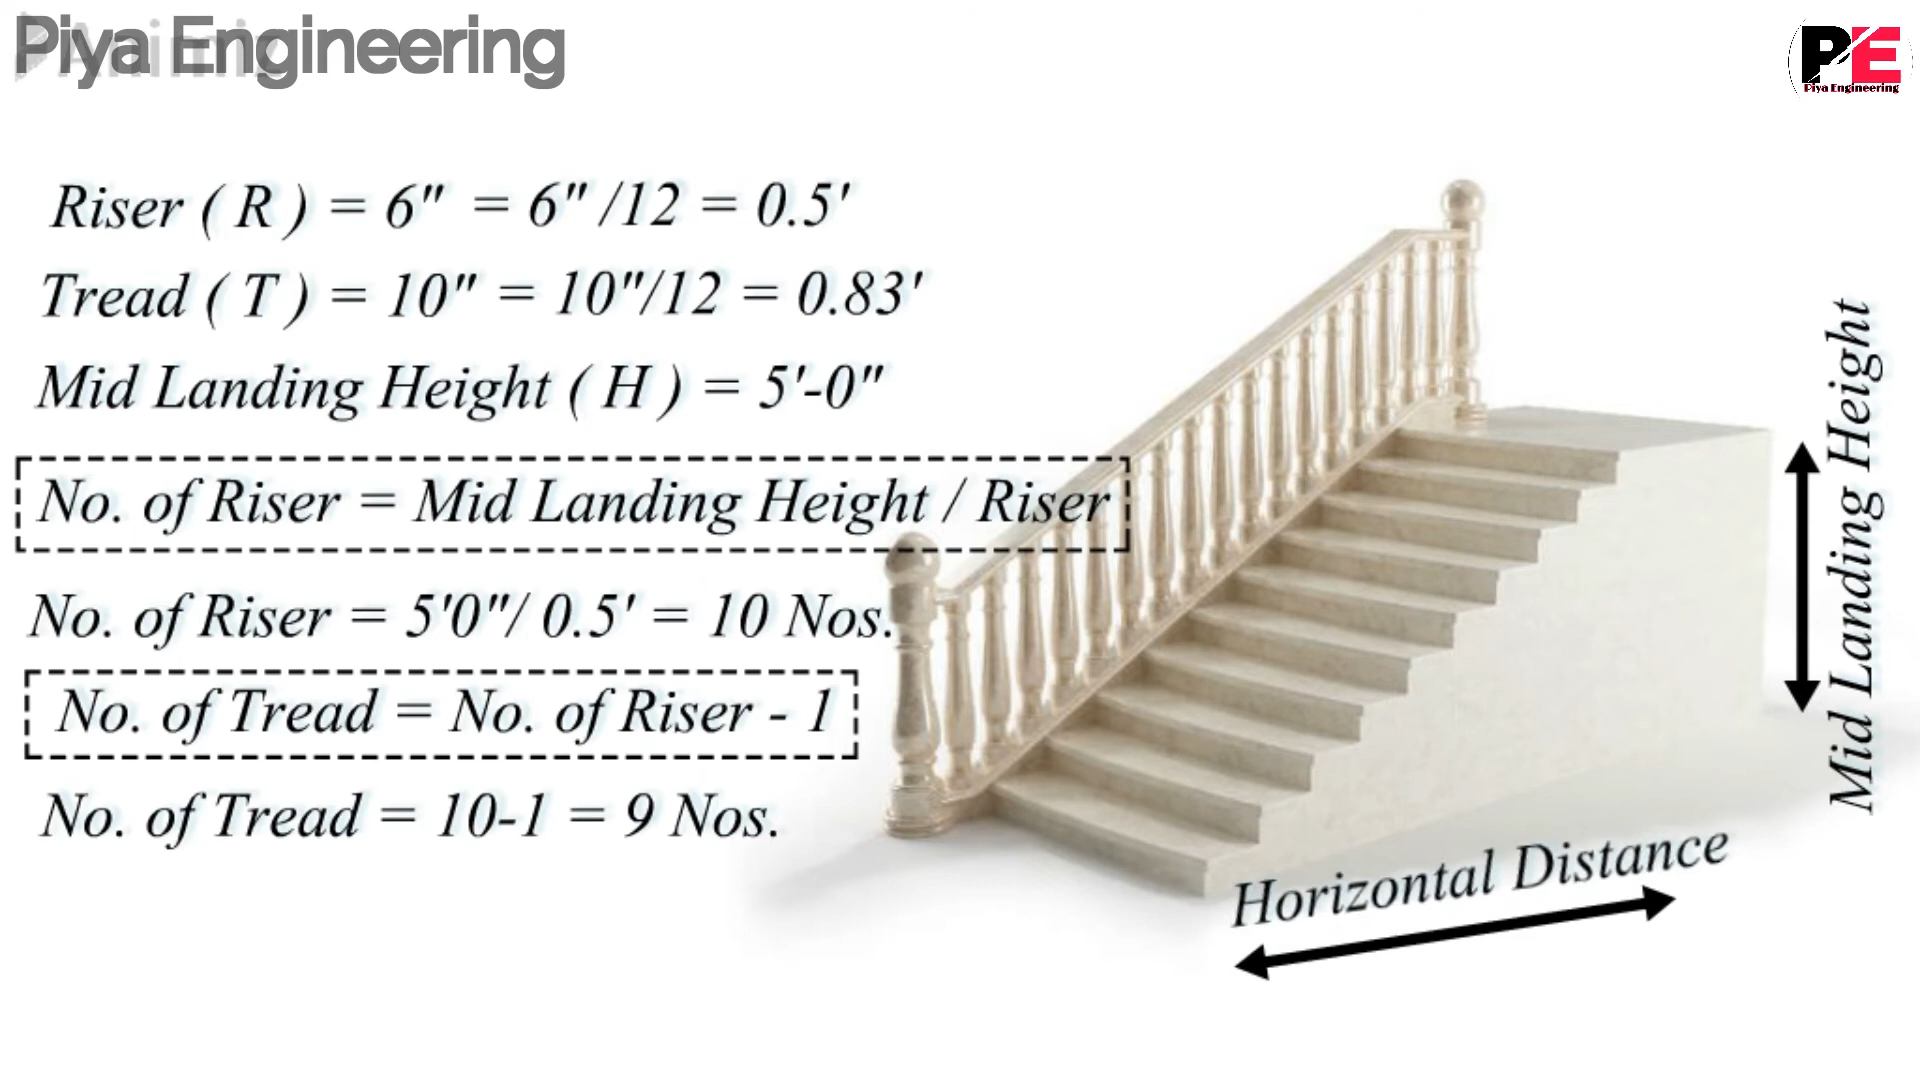 Piya Engineering
PE
Piya Engineering
Riser ( R ) = 6" = 6" /12 = 0.5'
Tread ( T ) = 10" = 10"/12 = 0.83'
Mid Landing Height ( H ) = 5'-0"
No. of Riser = Mid Landing Height / Riser
No. of Riser = 5'0"/ 0.5' = 10 Nos.
No. of Tread = No. of Riser - 1
No. of Tread = 10-1 = 9 Nos.
Mid Landing Height
Horizontal Distance